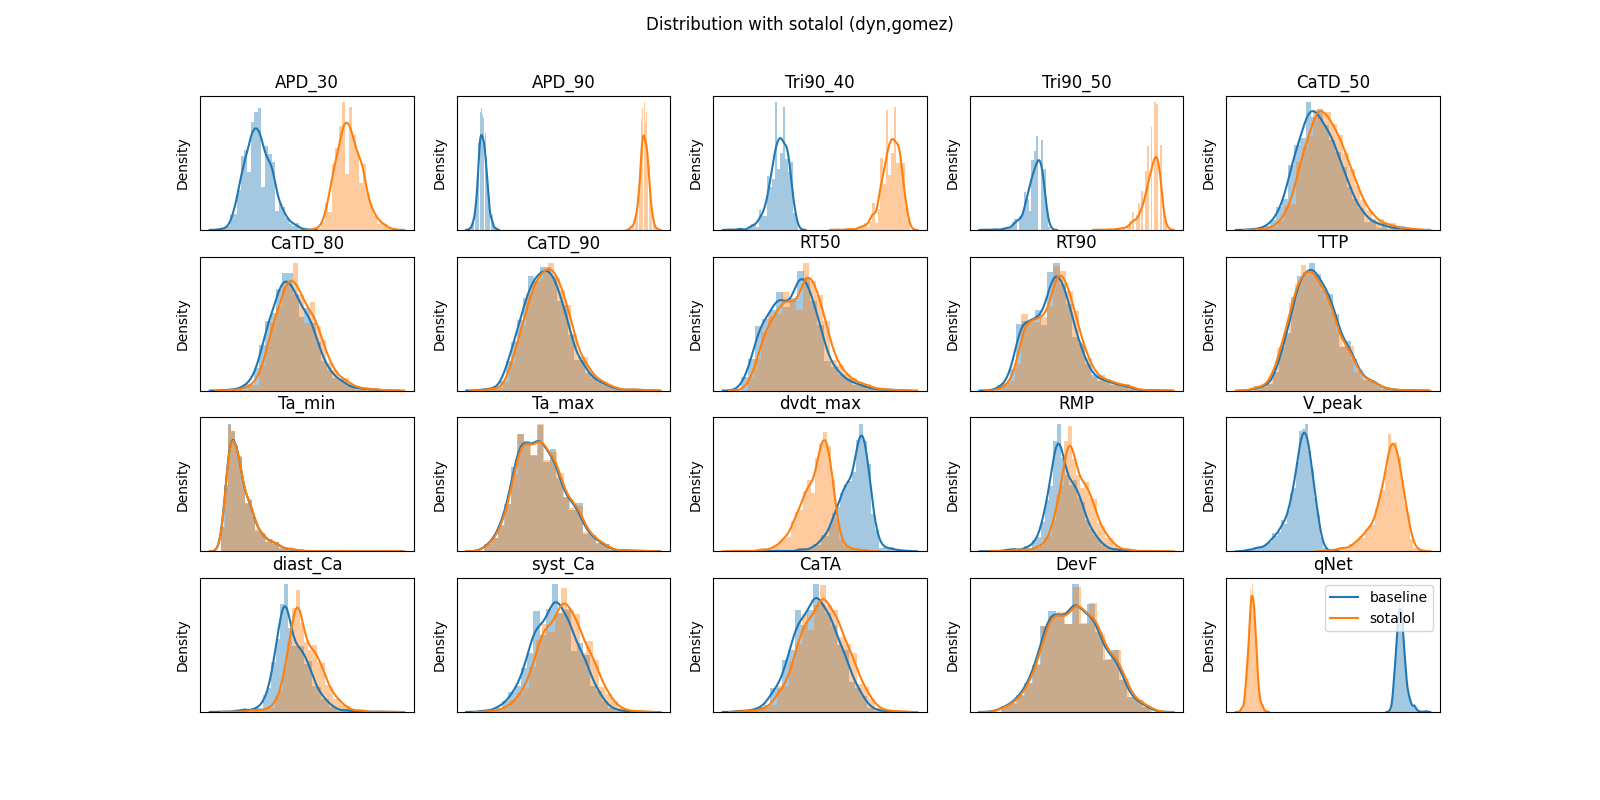 Distribution with sotalol (dyn,gomez)
APD_30 APD_90 Tri90_40 Tri90_50 CaTD_50
Density Density Density Density Density
CaTD_80 CaTD_90 RT50 RT90 TTP
Density Density Density Density Density
Ta_min Ta_max dvdt_max RMP V_peak
Density Density Density Density Density
diast_Ca syst_Ca CaTA DevF qNet
Density Density Density Density Density
baseline
sotalol